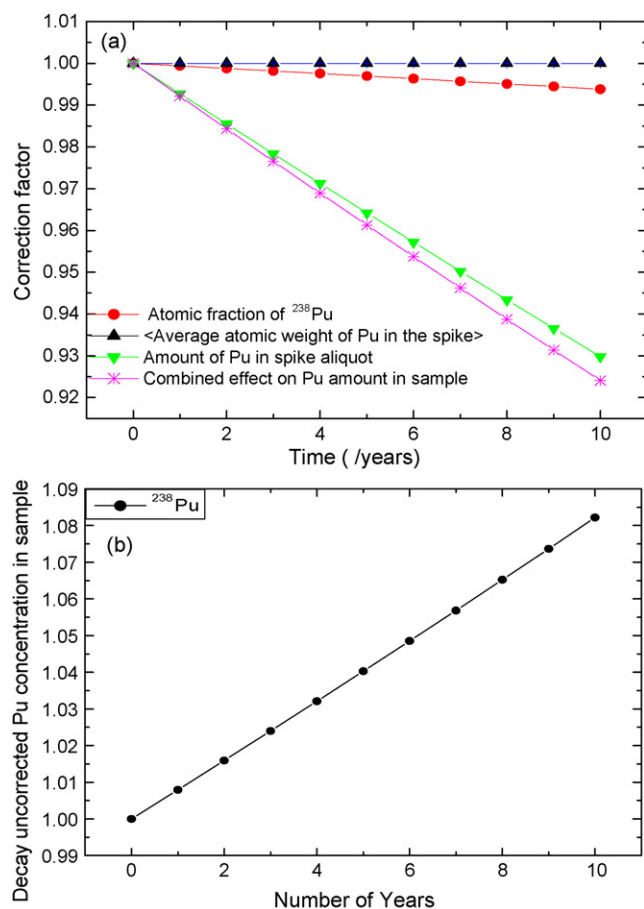 (a)
1.00
0.99
0.98
0.97
0.96
0.95
0.94
0.93
0.92
Correction factor
Atomic fraction of ²³⁸Pu
<Average atomic weight of Pu in the spike>
Amount of Pu in spike aliquot
Combined effect on Pu amount in sample
0 2 4 6 8 10
Time ( /years)
1.09
1.08
1.07
1.06
1.05
1.04
1.03
1.02
1.01
1.00
0.99
Decay uncorrected Pu concentration in sample
²³⁸Pu
(b)
0 2 4 6 8 10
Number of Years